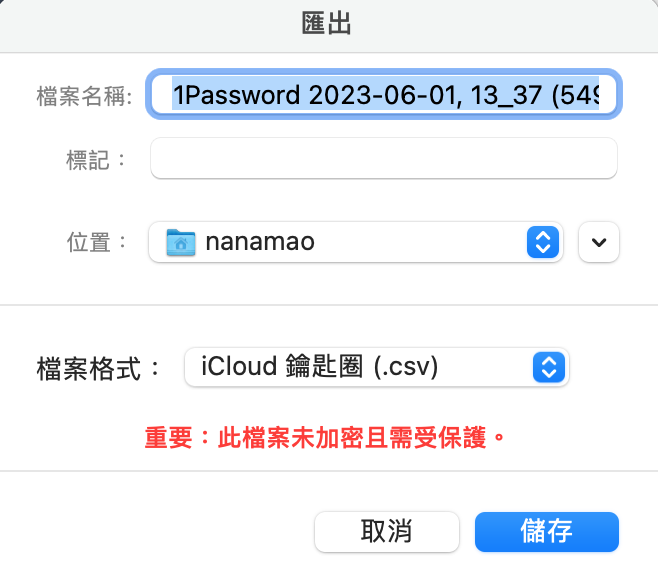 匯出
檔案名稱: 1Password 2023-06-01, 13_37 (549
標記：
位置： nanamao
檔案格式： iCloud 鑰匙圈 (.csv)
重要：此檔案未加密且需受保護。
取消 儲存